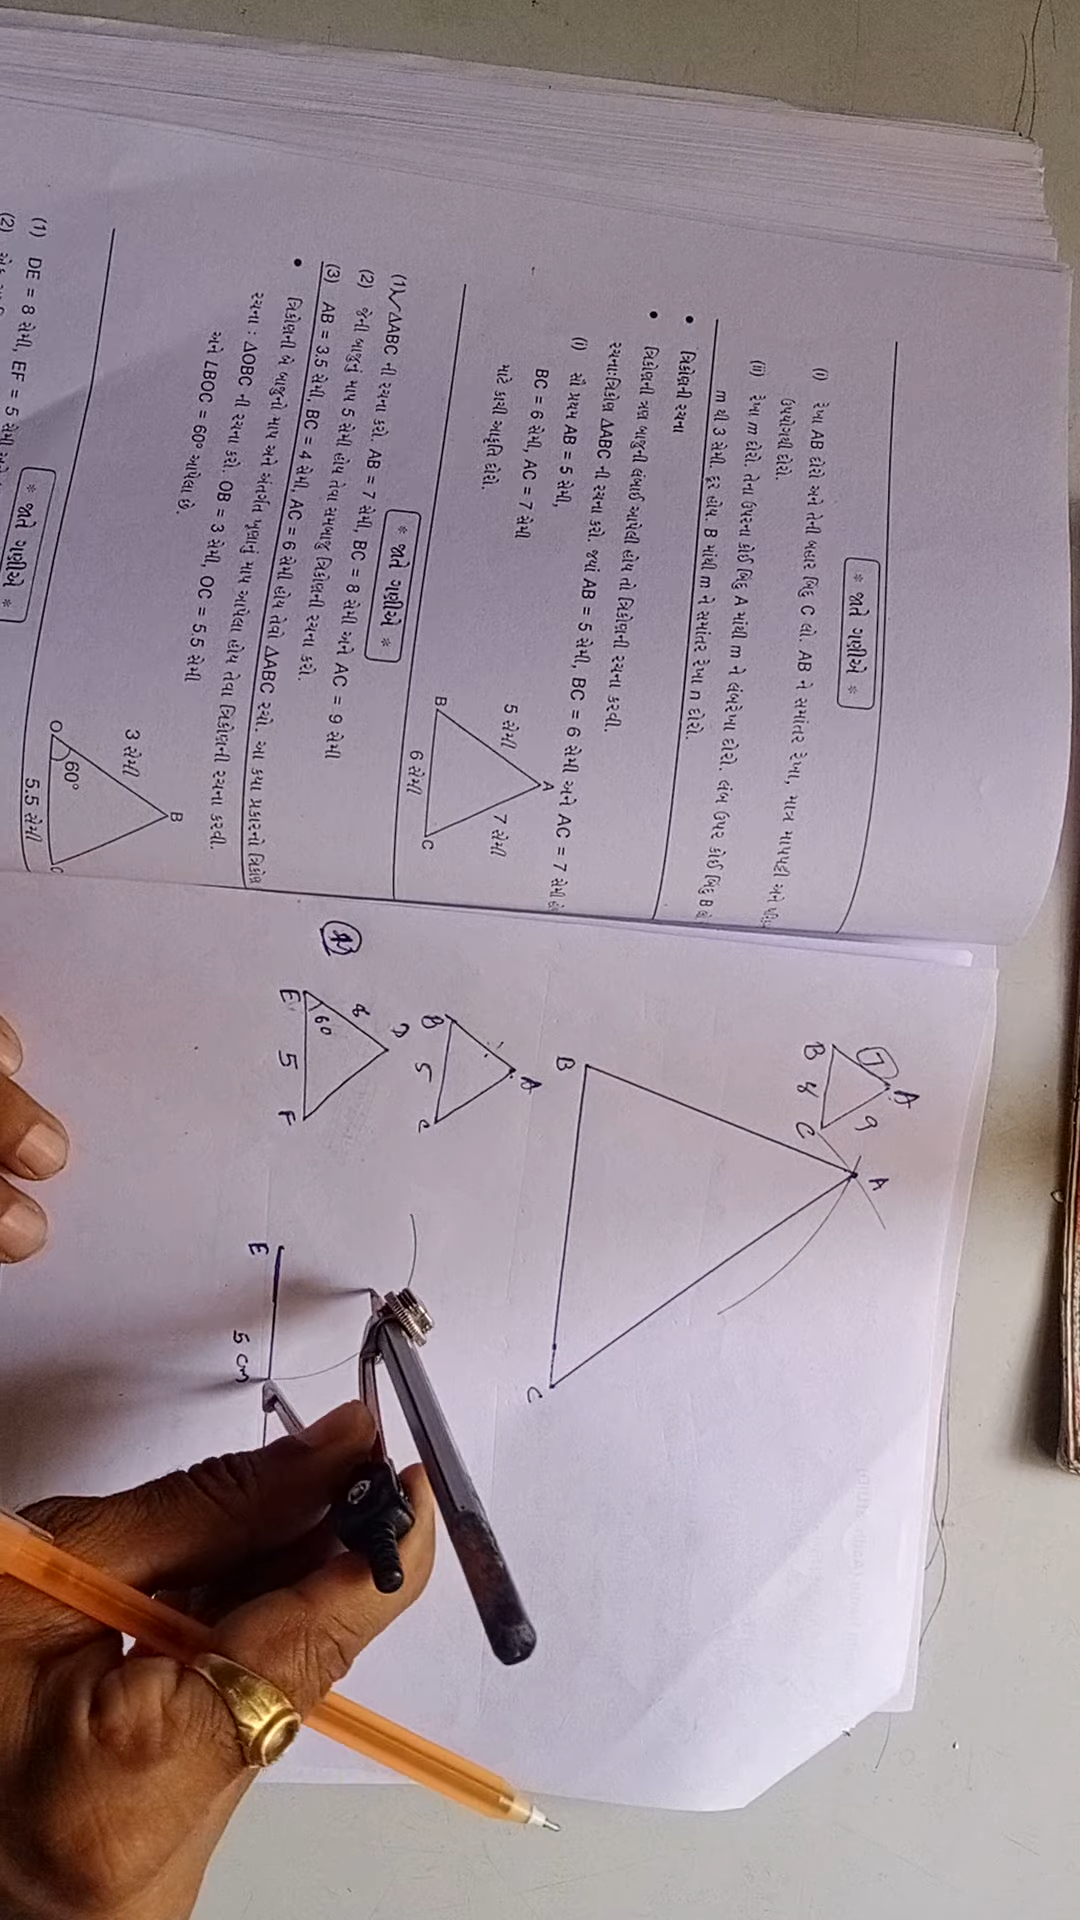 * જાતે ગણીએ *
(i) રેખા AB દોરો અને તેની બહાર બિંદુ C લો. AB ને સમાંતર રેખા, માત્ર માપપટ્ટી અને
ઉપયોગથી દોરો.
(ii) રેખા m દોરો. તેના ઉપરના કોઈ બિંદુ A માંથી m ને લંબરેખા દોરો. લંબ ઉપર કોઈ બિંદુ B
m થી 3 સેમી. દૂર હોય. B માંથી m ને સમાંતર રેખા n દોરો.
• ત્રિકોણની રચના
• ત્રિકોણની ત્રણ બાજુની લંબાઈ આપેલી હોય તો ત્રિકોણની રચના કરવી.
રચના:ત્રિકોણ ΔABC ની રચના કરો. જ્યાં AB = 5 સેમી, BC = 6 સેમી અને AC = 7 સેમી
(i) સૌ પ્રથમ AB = 5 સેમી,
BC = 6 સેમી, AC = 7 સેમી
માટે કાચી આકૃતિ દોરો.
A
5 સેમી
7 સેમી
B
C
6 સેમી
* જાતે ગણીએ *
(1) ΔABC ની રચના કરો. AB = 7 સેમી, BC = 8 સેમી અને AC = 9 સેમી
(2) જેની બાજુનું માપ 5 સેમી હોય તેવા સમબાજુ ત્રિકોણની રચના કરો.
(3) AB = 3.5 સેમી, BC = 4 સેમી, AC = 6 સેમી હોય તેવો ΔABC રચો. આ કયા પ્રકારનો ત્રિકોણ
• ત્રિકોણની બે બાજુનો માપ અને અંતર્ગત ખૂણાનું માપ આપેલા હોય તેવા ત્રિકોણની રચના કરવી.
રચના : ΔOBC ની રચના કરો. OB = 3 સેમી, OC = 5.5 સેમી
અને ∠BOC = 60° આપેલા છે.
B
3 સેમી
60°
O
C
5.5 સેમી
* જાતે ગણીએ *
(1) DE = 8 સેમી, EF = 5 સેમી અને
(2)
A
7
9
B
8
C
A
B
C
A
B
5
C
D
8
60
E
5
F
E
5 cm